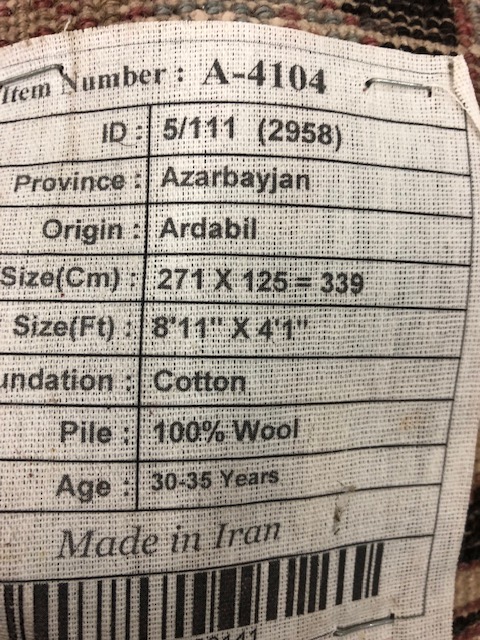 Item Number : A-4104
ID : 5/111 (2958)
Province : Azarbayjan
Origin : Ardabil
Size(Cm) : 271 X 125 = 339
Size(Ft) : 8'11" X 4'1"
undation : Cotton
Pile : 100% Wool
Age : 30-35 Years
Made in Iran